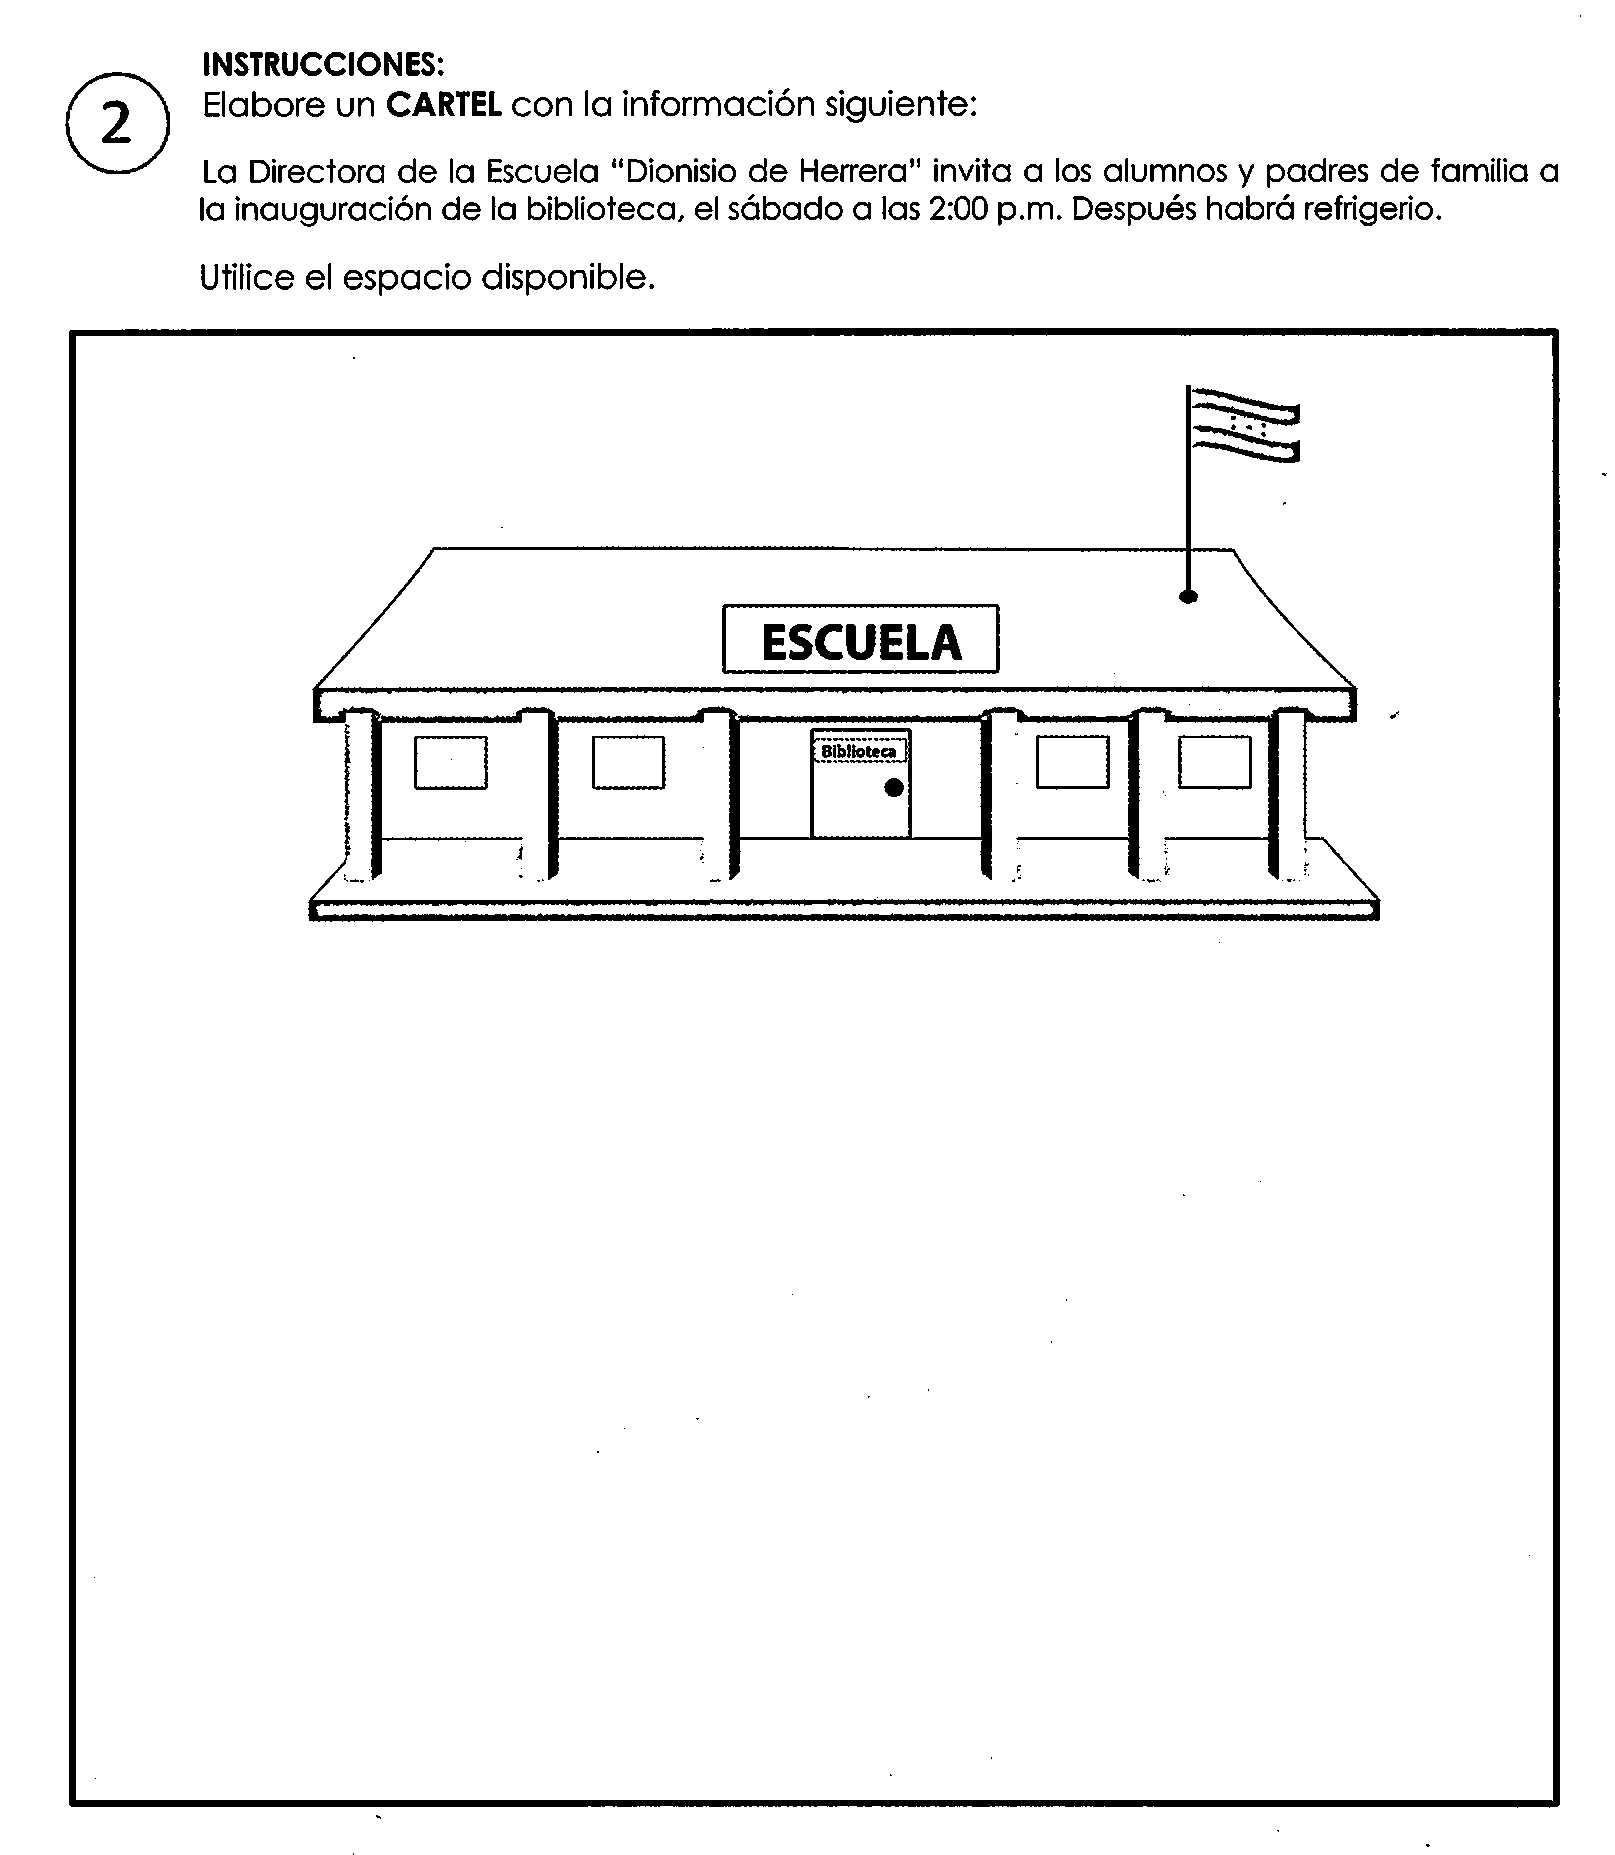 INSTRUCCIONES:
2
Elabore un CARTEL con la información siguiente:
La Directora de la Escuela “Dionisio de Herrera” invita a los alumnos y padres de familia a
la inauguración de la biblioteca, el sábado a las 2:00 p.m. Después habrá refrigerio.
Utilice el espacio disponible.
ESCUELA
Biblioteca